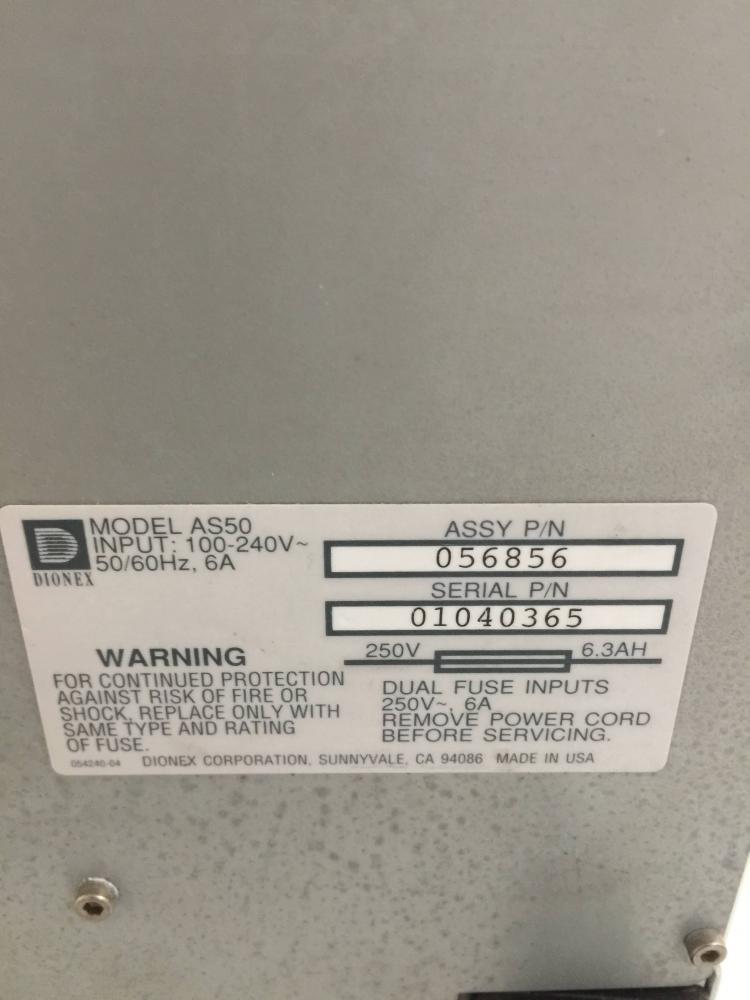 DIONEX
MODEL AS50
INPUT: 100-240V~
50/60Hz, 6A
ASSY P/N
056856
SERIAL P/N
01040365
250V 6.3AH
WARNING
FOR CONTINUED PROTECTION
AGAINST RISK OF FIRE OR
SHOCK, REPLACE ONLY WITH
SAME TYPE AND RATING
OF FUSE.
DUAL FUSE INPUTS
250V~, 6A
REMOVE POWER CORD
BEFORE SERVICING.
054240-04 DIONEX CORPORATION, SUNNYVALE, CA 94086 MADE IN USA